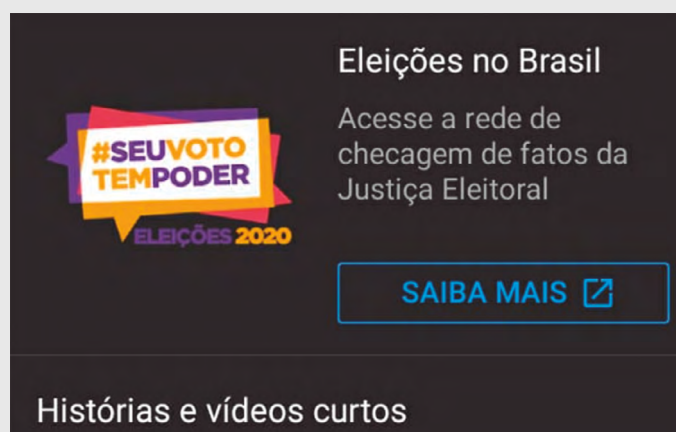 #SEUVOTO
TEMPODER
ELEIÇÕES 2020
Eleições no Brasil
Acesse a rede de
checagem de fatos da
Justiça Eleitoral
SAIBA MAIS
Histórias e vídeos curtos